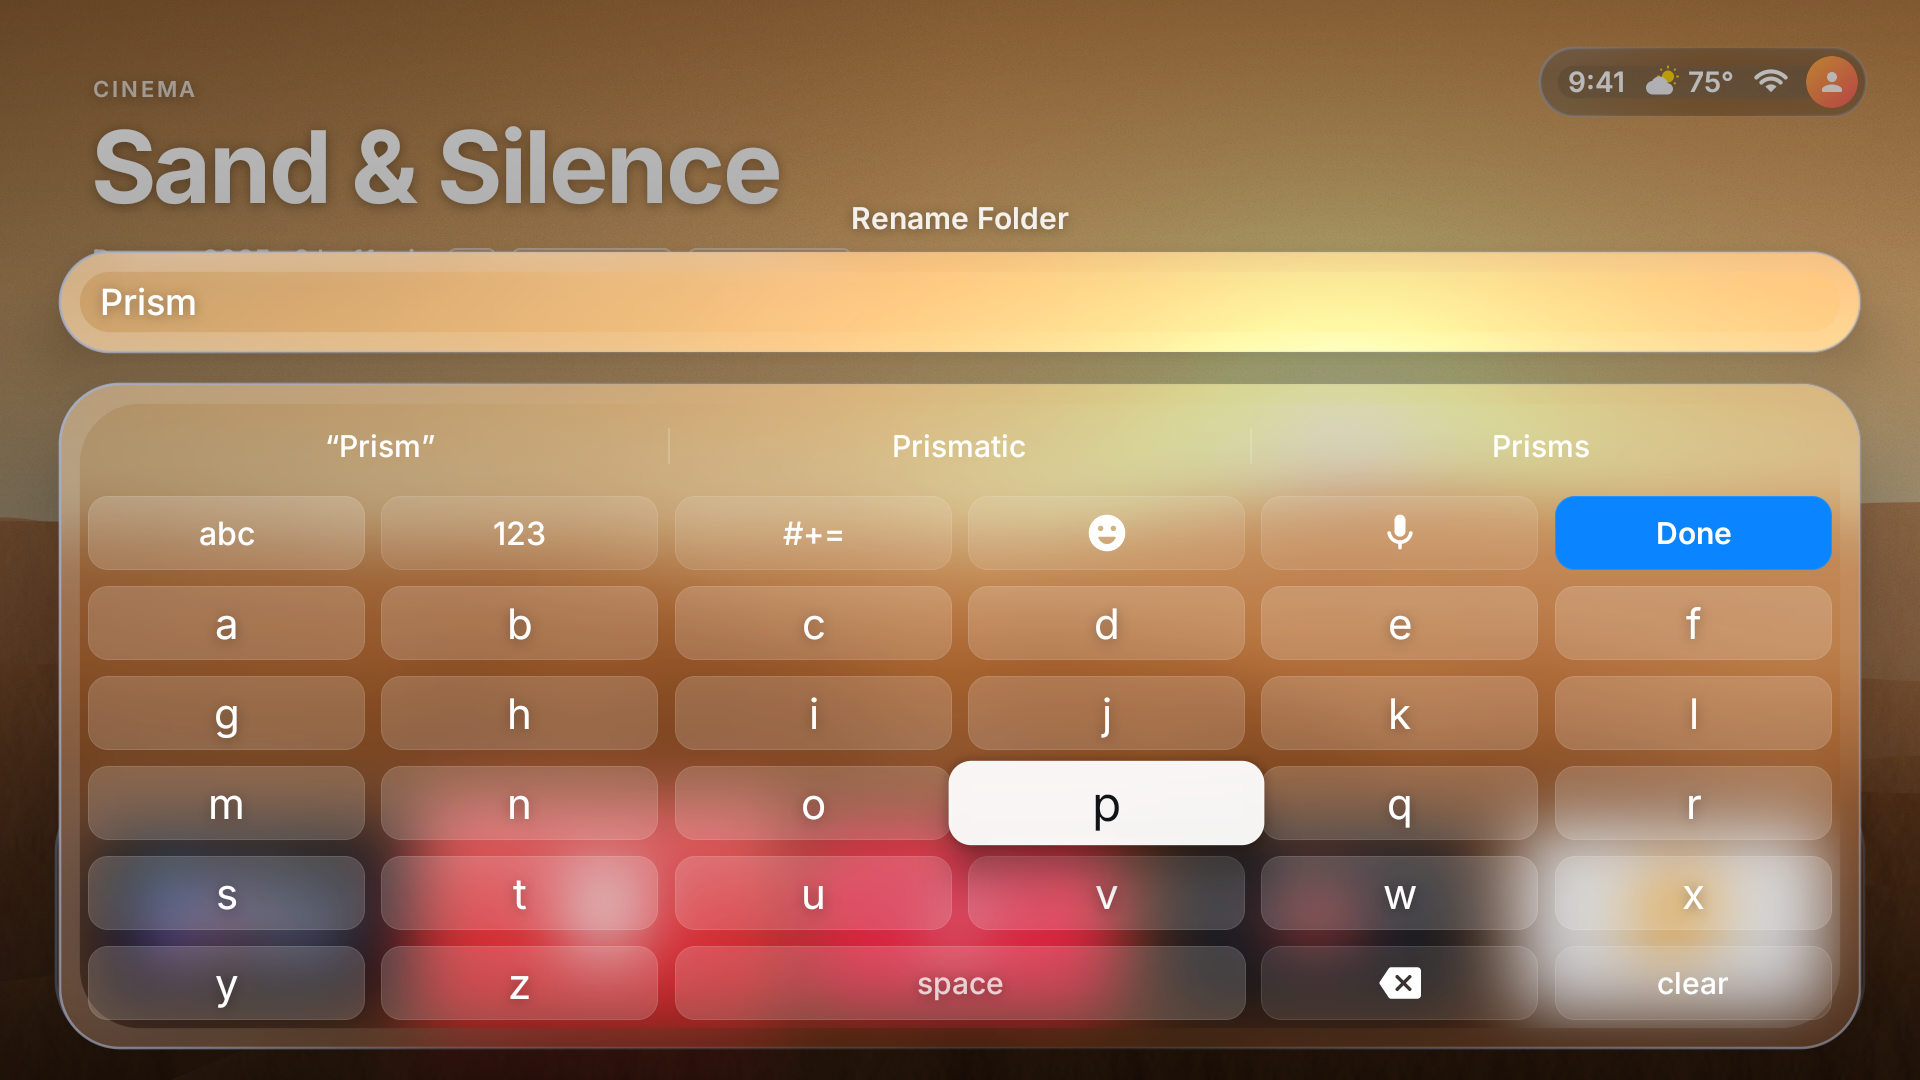 CINEMA
9:41 75°
Sand & Silence
Rename Folder
Prism
“Prism” Prismatic Prisms
abc 123 #+= Done
a b c d e f
g h i j k l
m n o p q r
s t u v w x
y z space clear